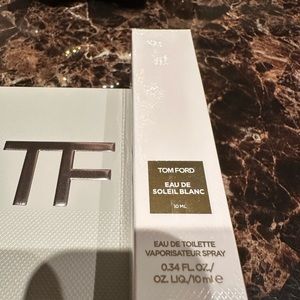 TF
TOM FORD
EAU DE
SOLEIL BLANC
10 ML
EAU DE TOILETTE
VAPORISATEUR SPRAY
0.34 FL.OZ./
OZ. LIQ./10 ml e